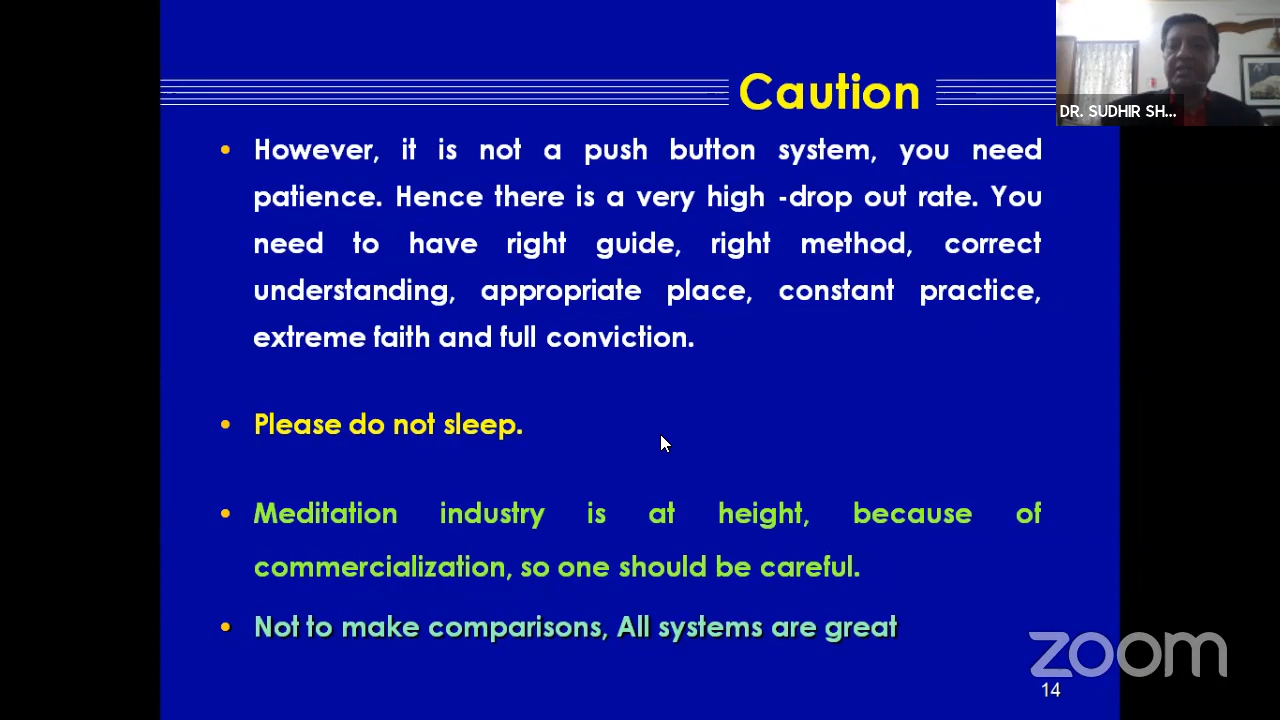 Caution
DR. SUDHIR SH...
• However, it is not a push button system, you need
patience. Hence there is a very high -drop out rate. You
need to have right guide, right method, correct
understanding, appropriate place, constant practice,
extreme faith and full conviction.
• Please do not sleep.
• Meditation industry is at height, because of
commercialization, so one should be careful.
• Not to make comparisons, All systems are great
zoom
14